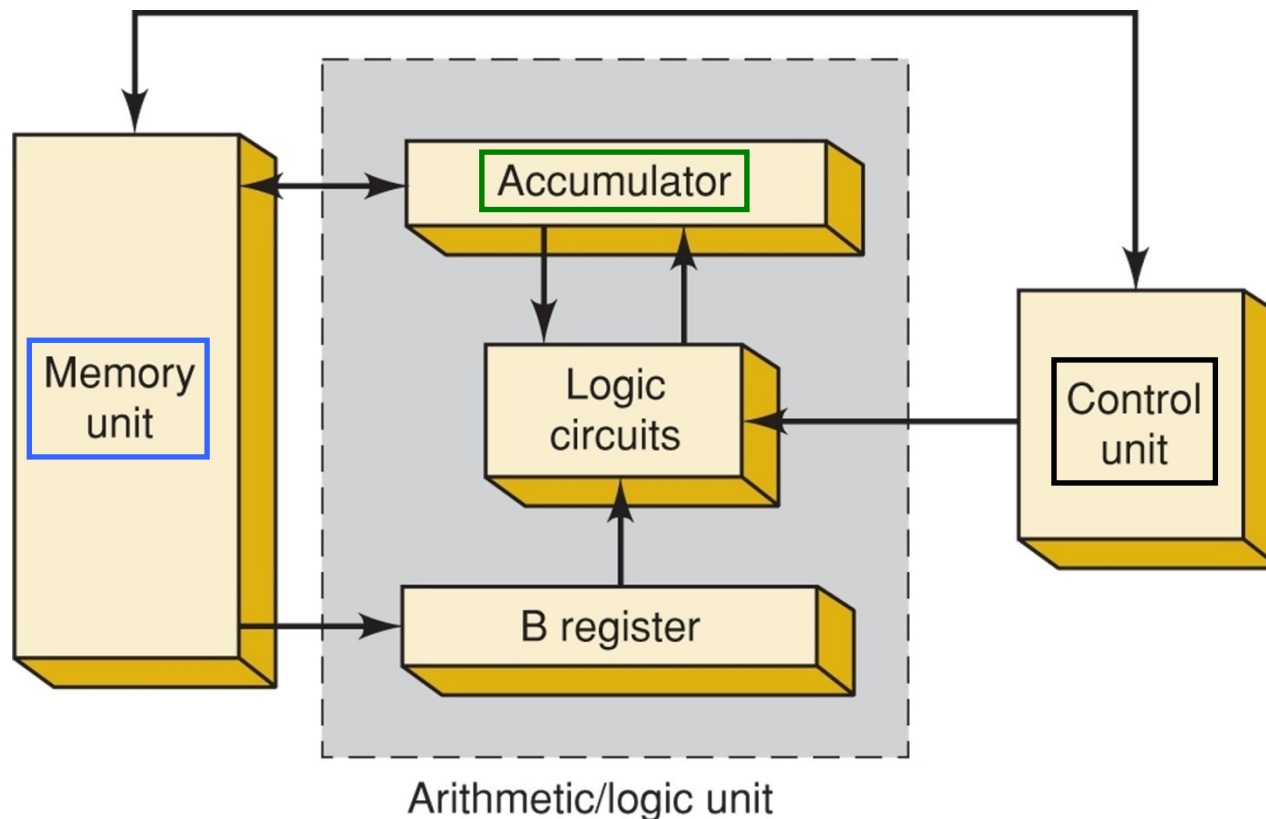 Accumulator
Memory
unit
Logic
circuits
Control
unit
B register
Arithmetic/logic unit